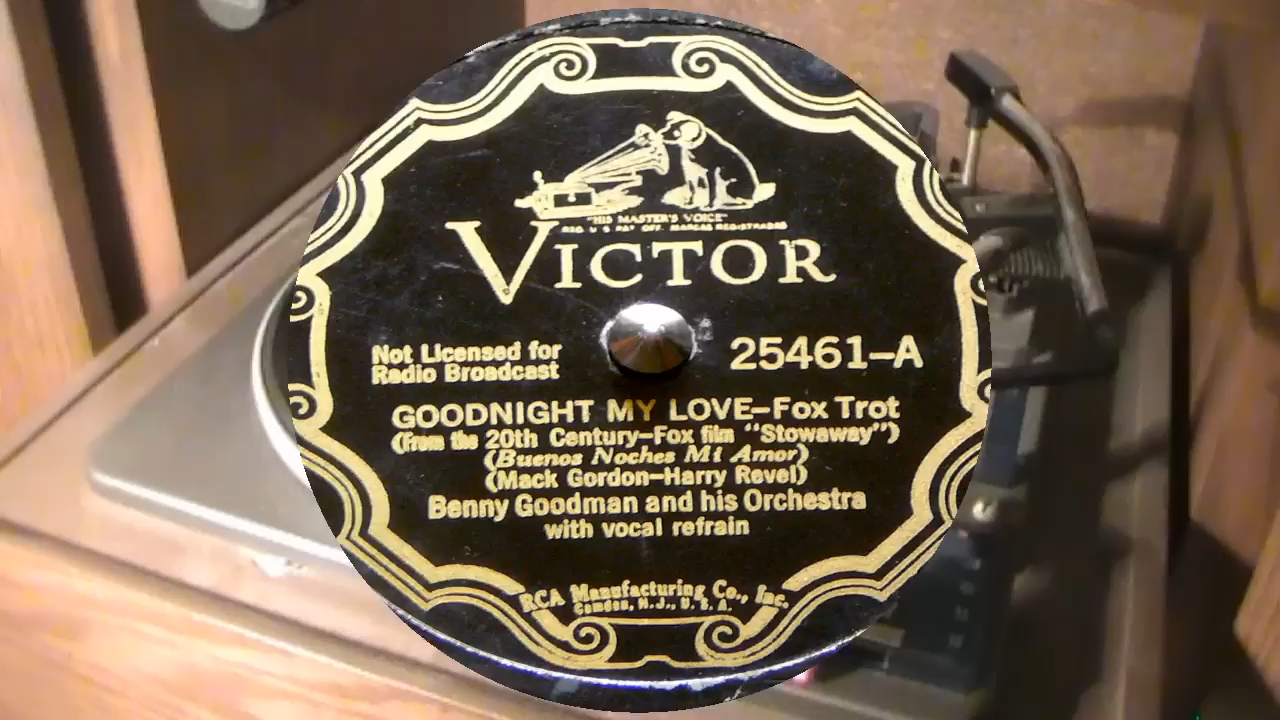 "HIS MASTER'S VOICE"
REG. U S PAT OFF. MARCAS REGISTRADAS
VICTOR
Not Licensed for
Radio Broadcast
25461–A
GOODNIGHT MY LOVE–Fox Trot
(From the 20th Century–Fox film "Stowaway")
(Buenos Noches Mi Amor)
(Mack Gordon–Harry Revel)
Benny Goodman and his Orchestra
with vocal refrain
RCA Manufacturing Co., Inc.
Camden, N.J., U.S.A.